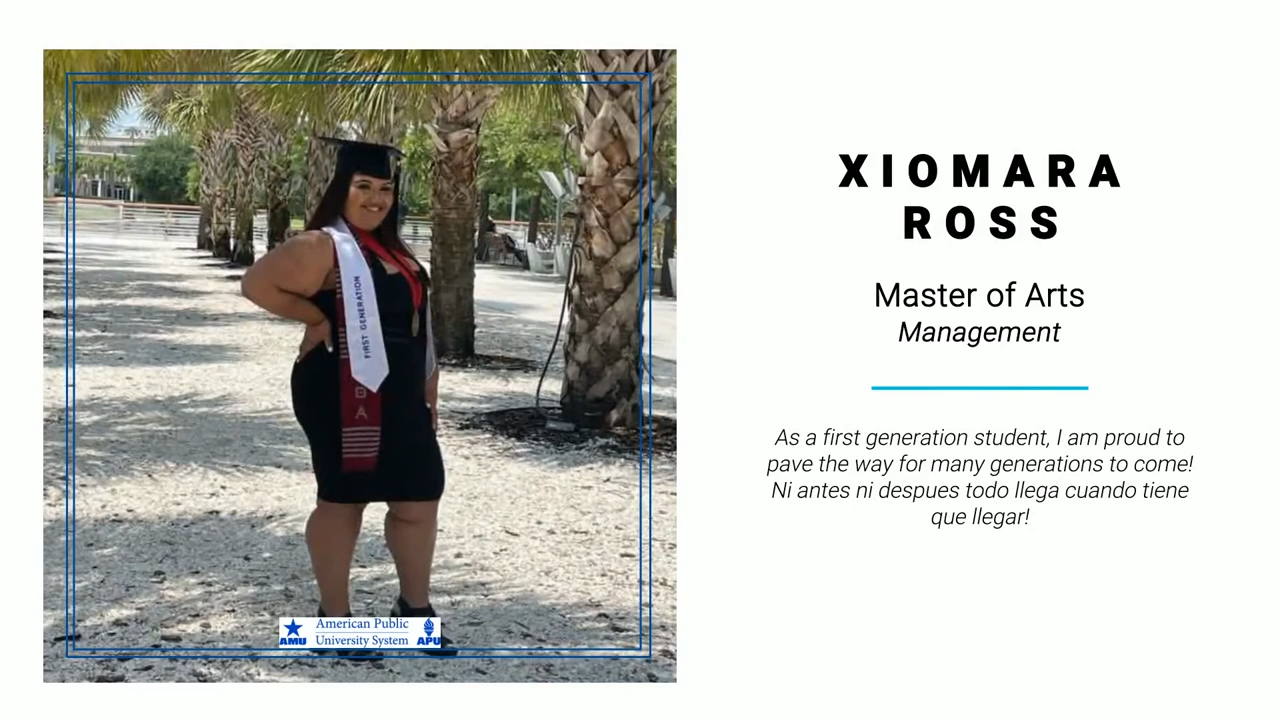 FIRST GENERATION
AMU
American Public
University System
APU
XIOMARA
ROSS
Master of Arts
Management
As a first generation student, I am proud to
pave the way for many generations to come!
Ni antes ni despues todo llega cuando tiene
que llegar!